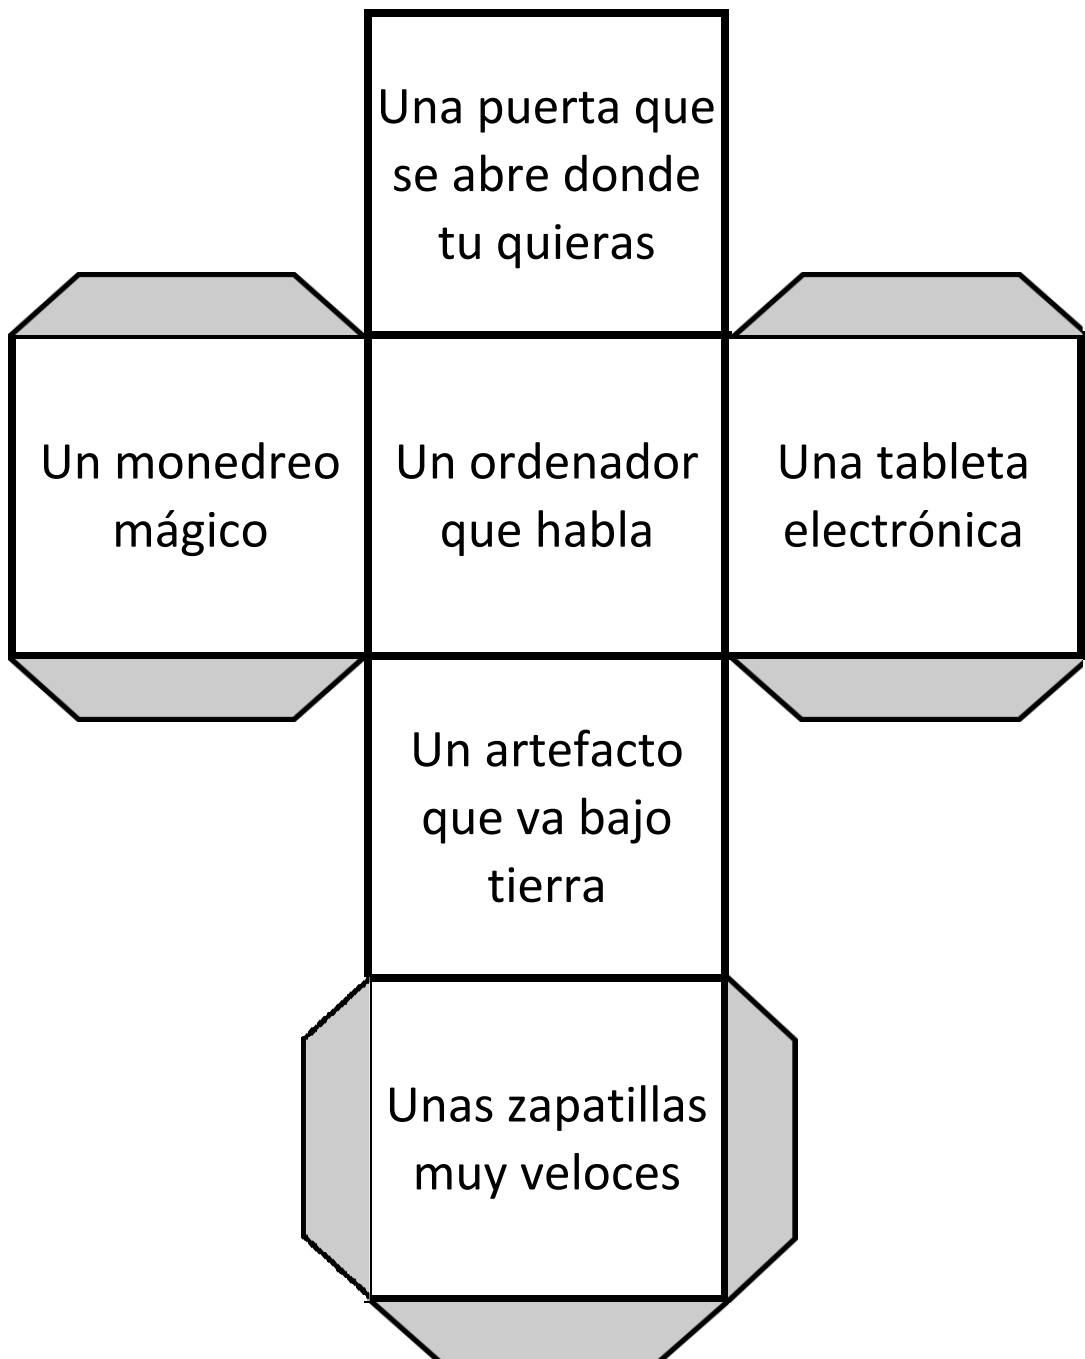 Una puerta que
se abre donde
tu quieras
Un monedreo
mágico
Un ordenador
que habla
Una tableta
electrónica
Un artefacto
que va bajo
tierra
Unas zapatillas
muy veloces